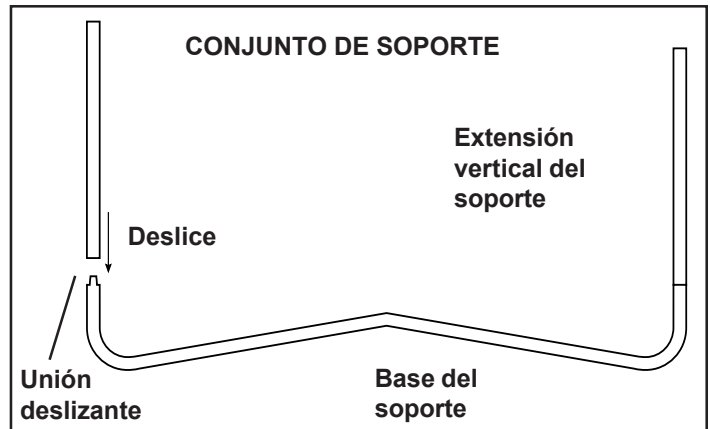 CONJUNTO DE SOPORTE
Extensión
vertical del
soporte
Deslice
Unión
deslizante
Base del
soporte